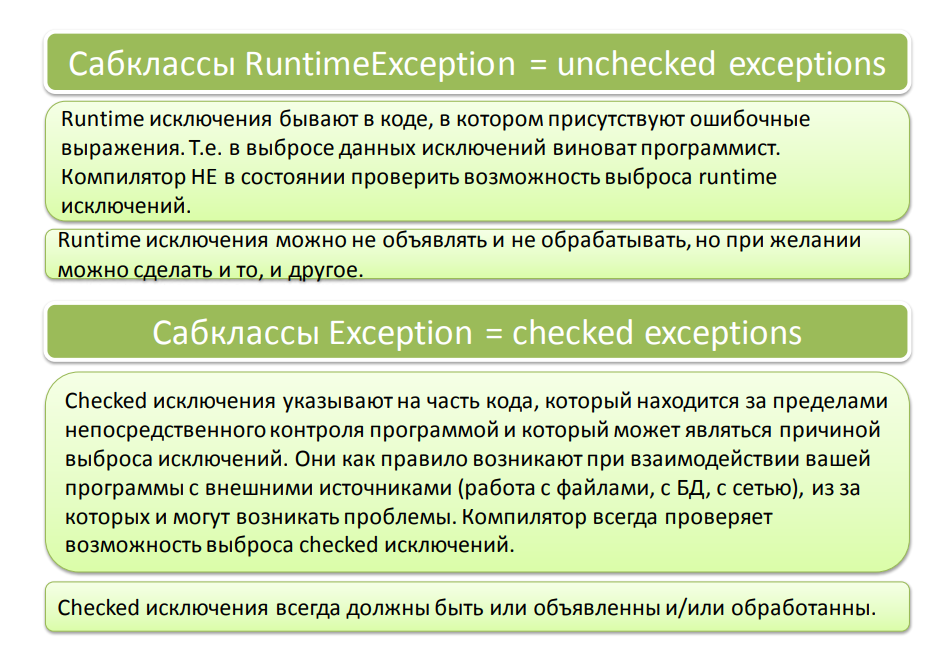 Сабклассы RuntimeException = unchecked exceptions
Runtime исключения бывают в коде, в котором присутствуют ошибочные
выражения. Т.е. в выбросе данных исключений виноват программист.
Компилятор НЕ в состоянии проверить возможность выброса runtime
исключений.
Runtime исключения можно не объявлять и не обрабатывать, но при желании
можно сделать и то, и другое.
Сабклассы Exception = checked exceptions
Checked исключения указывают на часть кода, который находится за пределами
непосредственного контроля программой и который может являться причиной
выброса исключений. Они как правило возникают при взаимодействии вашей
программы с внешними источниками (работа с файлами, с БД, с сетью), из за
которых и могут возникать проблемы. Компилятор всегда проверяет
возможность выброса checked исключений.
Checked исключения всегда должны быть или объявленны и/или обработанны.